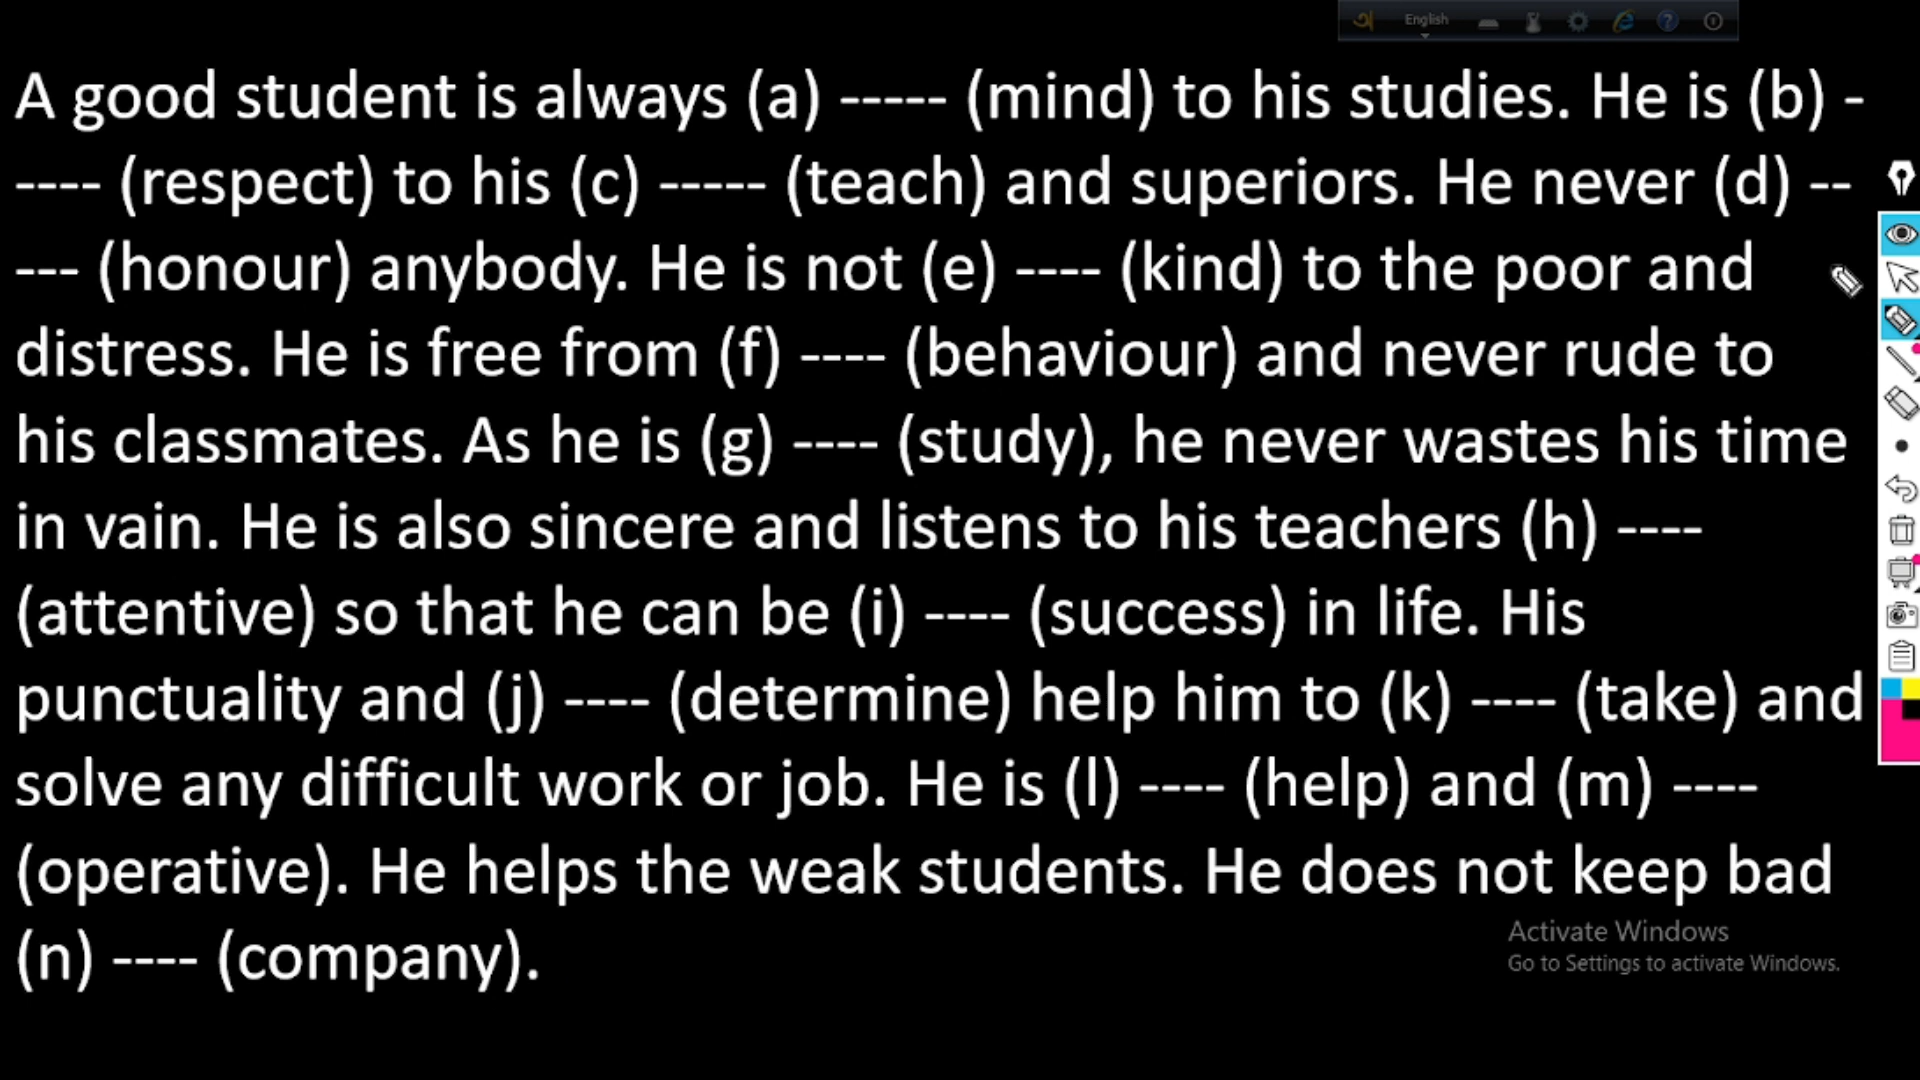 English
A good student is always (a) ----- (mind) to his studies. He is (b) -
---- (respect) to his (c) ----- (teach) and superiors. He never (d) --
--- (honour) anybody. He is not (e) ---- (kind) to the poor and
distress. He is free from (f) ---- (behaviour) and never rude to
his classmates. As he is (g) ---- (study), he never wastes his time
in vain. He is also sincere and listens to his teachers (h) ----
(attentive) so that he can be (i) ---- (success) in life. His
punctuality and (j) ---- (determine) help him to (k) ---- (take) and
solve any difficult work or job. He is (l) ---- (help) and (m) ----
(operative). He helps the weak students. He does not keep bad
(n) ---- (company).
Activate Windows
Go to Settings to activate Windows.